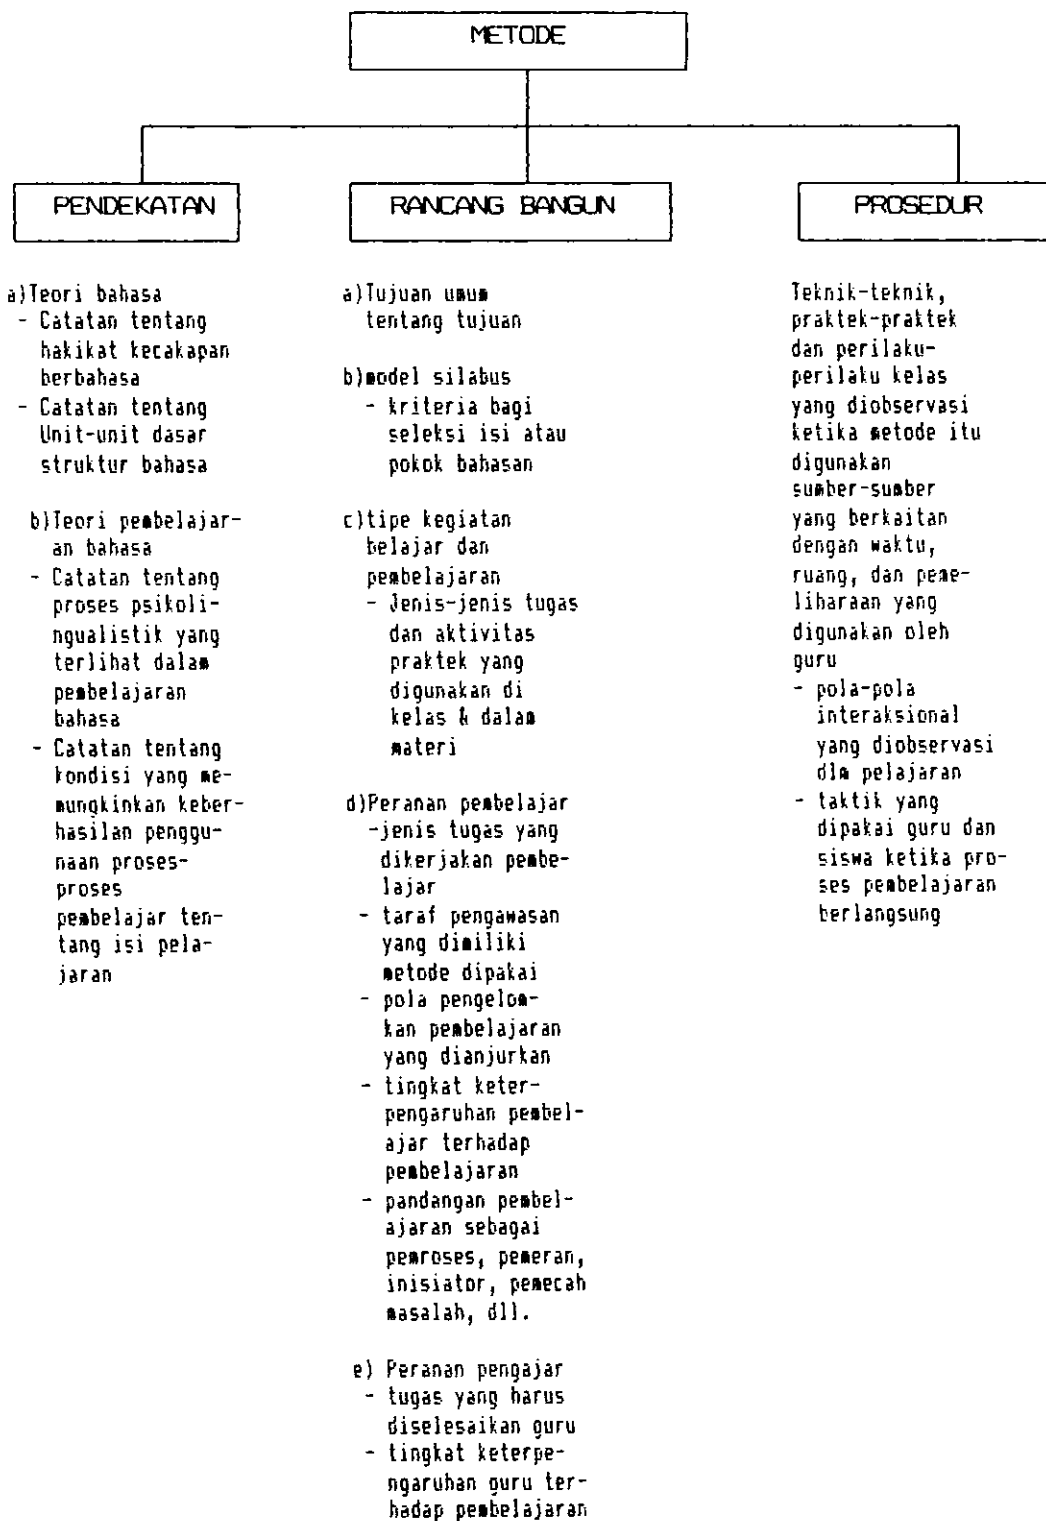 METODE
PENDEKATAN
RANCANG BANGUN
PROSEDUR
a)Teori bahasa
- Catatan tentang
hakikat kecakapan
berbahasa
- Catatan tentang
Unit-unit dasar
struktur bahasa
b)Teori pembelajar-
an bahasa
- Catatan tentang
proses psikoli-
ngualistik yang
terlihat dalam
pembelajaran
bahasa
- Catatan tentang
kondisi yang me-
mungkinkan keber-
hasilan penggu-
naan proses-
proses
pembelajar ten-
tang isi pela-
jaran
a)Tujuan umum
tentang tujuan
b)model silabus
- kriteria bagi
seleksi isi atau
pokok bahasan
c)tipe kegiatan
belajar dan
pembelajaran
- Jenis-jenis tugas
dan aktivitas
praktek yang
digunakan di
kelas & dalam
materi
d)Peranan pembelajar
-jenis tugas yang
dikerjakan pembe-
lajar
- taraf pengawasan
yang dimiliki
metode dipakai
- pola pengelom-
kan pembelajaran
yang dianjurkan
- tingkat keter-
pengaruhan pembel-
ajar terhadap
pembelajaran
- pandangan pembel-
ajaran sebagai
pemroses, pemeran,
inisiator, pemecah
masalah, dll.
e) Peranan pengajar
- tugas yang harus
diselesaikan guru
- tingkat keterpe-
ngaruhan guru ter-
hadap pembelajaran
Teknik-teknik,
praktek-praktek
dan perilaku-
perilaku kelas
yang diobservasi
ketika metode itu
digunakan
sumber-sumber
yang berkaitan
dengan waktu,
ruang, dan peme-
liharaan yang
digunakan oleh
guru
- pola-pola
interaksional
yang diobservasi
dlm pelajaran
- taktik yang
dipakai guru dan
siswa ketika pro-
ses pembelajaran
berlangsung